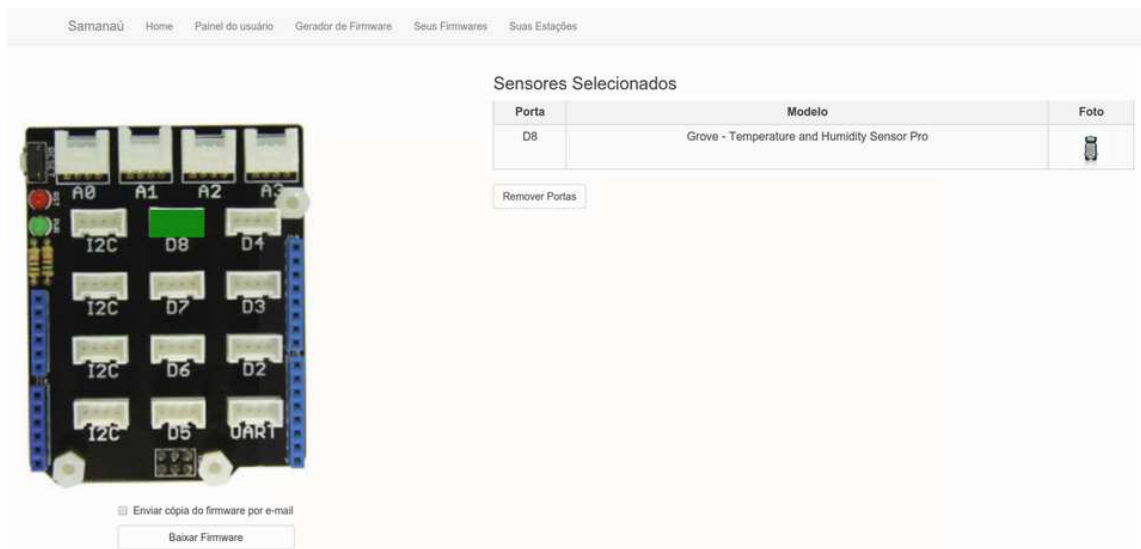 Samanaú Home Painel do usuário Gerador de Firmware Seus Firmwares Suas Estações
Sensores Selecionados
Porta Modelo Foto
D8 Grove - Temperature and Humidity Sensor Pro
Remover Portas
A0 A1 A2 A3
I2C D8 D4
I2C D7 D3
I2C D6 D2
I2C D5 UART
Enviar cópia do firmware por e-mail
Baixar Firmware